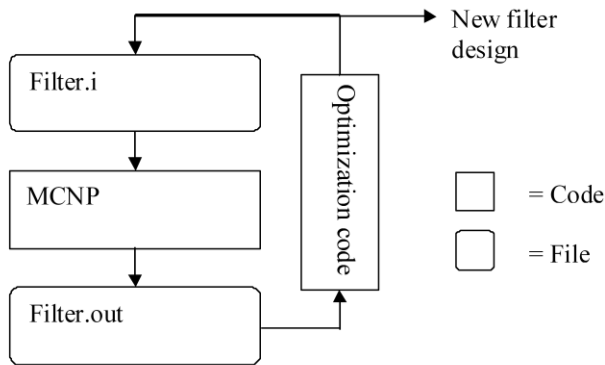 New filter
design
Filter.i
Optimization code
MCNP
= Code
= File
Filter.out